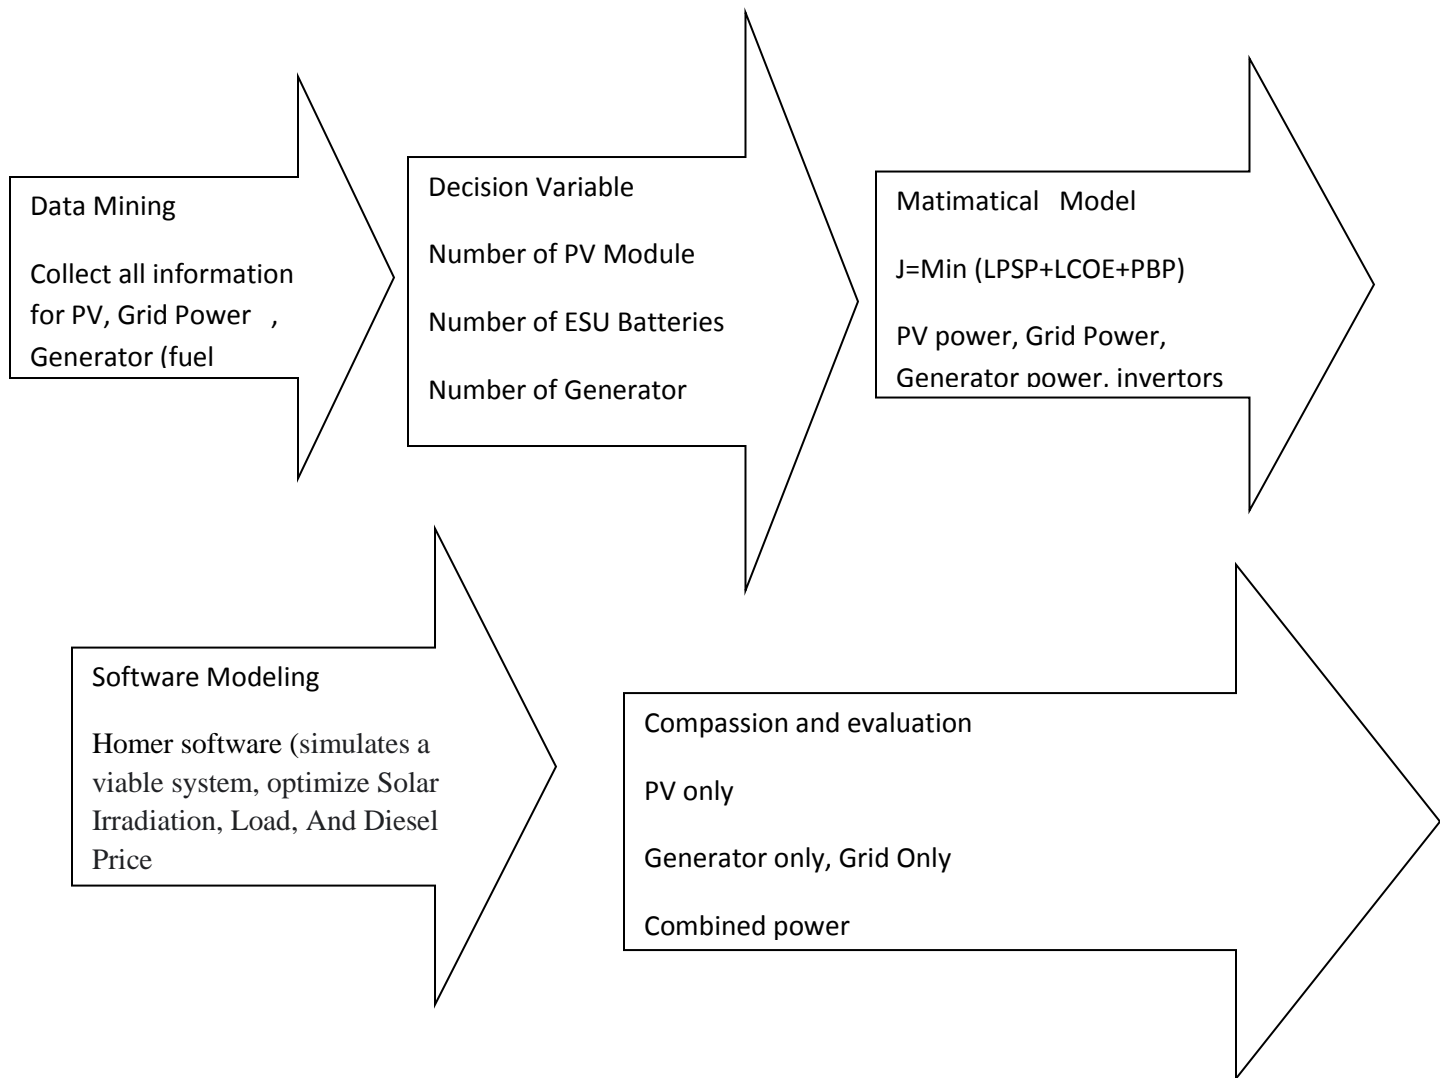 Data Mining
Collect all information
for PV, Grid Power  ,
Generator (fuel
Decision Variable
Number of PV Module
Number of ESU Batteries
Number of Generator
Matimatical  Model
J=Min (LPSP+LCOE+PBP)
PV power, Grid Power,
Generator power, invertors
Software Modeling
Homer software (simulates a
viable system, optimize Solar
Irradiation, Load, And Diesel
Price
Compassion and evaluation
PV only
Generator only, Grid Only
Combined power